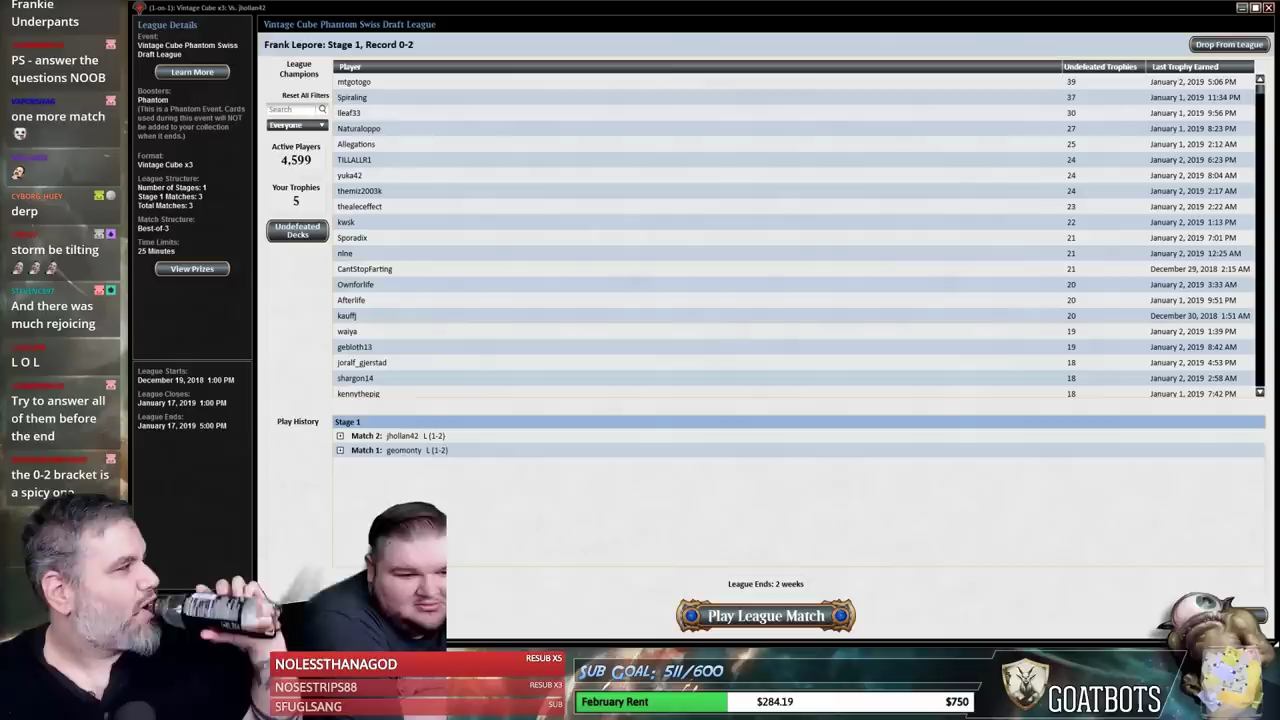 Frankie
Underpants
PS - answer the
questions NOOB
one more match
CYBORG_HUEY
derp
storm be tilting
STEVENC897
And there was
much rejoicing
L O L
Try to answer
all of them before
the end
the 0-2 bracket is
a spicy one
(1-on-1): Vintage Cube x3: Vs. jhollan42
League Details
Event:
Vintage Cube Phantom Swiss
Draft League
Learn More
Boosters:
Phantom
(This is a Phantom Event. Cards
used during this event will NOT
be added to your collection
when it ends.)
Format:
Vintage Cube x3
League Structure:
Number of Stages: 1
Stage 1 Matches: 3
Total Matches: 3
Match Structure:
Best-of-3
Time Limits:
25 Minutes
View Prizes
League Starts:
December 19, 2018 1:00 PM
League Closes:
January 17, 2019 1:00 PM
League Ends:
January 17, 2019 5:00 PM
Vintage Cube Phantom Swiss Draft League
Frank Lepore: Stage 1, Record 0-2
Drop From League
League
Champions
Reset All Filters
Search
Everyone
Active Players
4,599
Your Trophies
5
Undefeated
Decks
Player Undefeated Trophies Last Trophy Earned
mtgotogo 39 January 2, 2019 5:06 PM
Spiraling 37 January 1, 2019 11:34 PM
lleaf33 30 January 1, 2019 9:56 PM
Naturaloppo 27 January 1, 2019 8:23 PM
Allegations 25 January 1, 2019 2:12 AM
TILLALLR1 24 January 2, 2019 6:23 PM
yuka42 24 January 2, 2019 8:04 AM
themiz2003k 24 January 2, 2019 2:17 AM
thealeceffect 23 January 2, 2019 2:22 AM
kwsk 22 January 2, 2019 1:13 PM
Sporadix 21 January 2, 2019 7:01 PM
nlne 21 January 2, 2019 12:25 AM
CantStopFarting 21 December 29, 2018 2:15 AM
Ownforlife 20 January 2, 2019 3:33 AM
Afterlife 20 January 1, 2019 9:51 PM
kauffj 20 December 30, 2018 1:51 AM
waiya 19 January 2, 2019 1:39 PM
gebloth13 19 January 2, 2019 8:42 AM
joralf_gjerstad 18 January 2, 2019 4:53 PM
shargon14 18 January 2, 2019 2:58 AM
kennythepig 18 January 1, 2019 7:42 PM
Play History
Stage 1
Match 2: jhollan42 L (1-2)
Match 1: geomonty L (1-2)
League Ends: 2 weeks
Play League Match
NOLESSTHANAGOD RESUB X5
NOSESTRIPS88 RESUB X3
SFUGLSANG SUB
SUB GOAL: 511/600
February Rent $284.19 $750
GOATBOTS